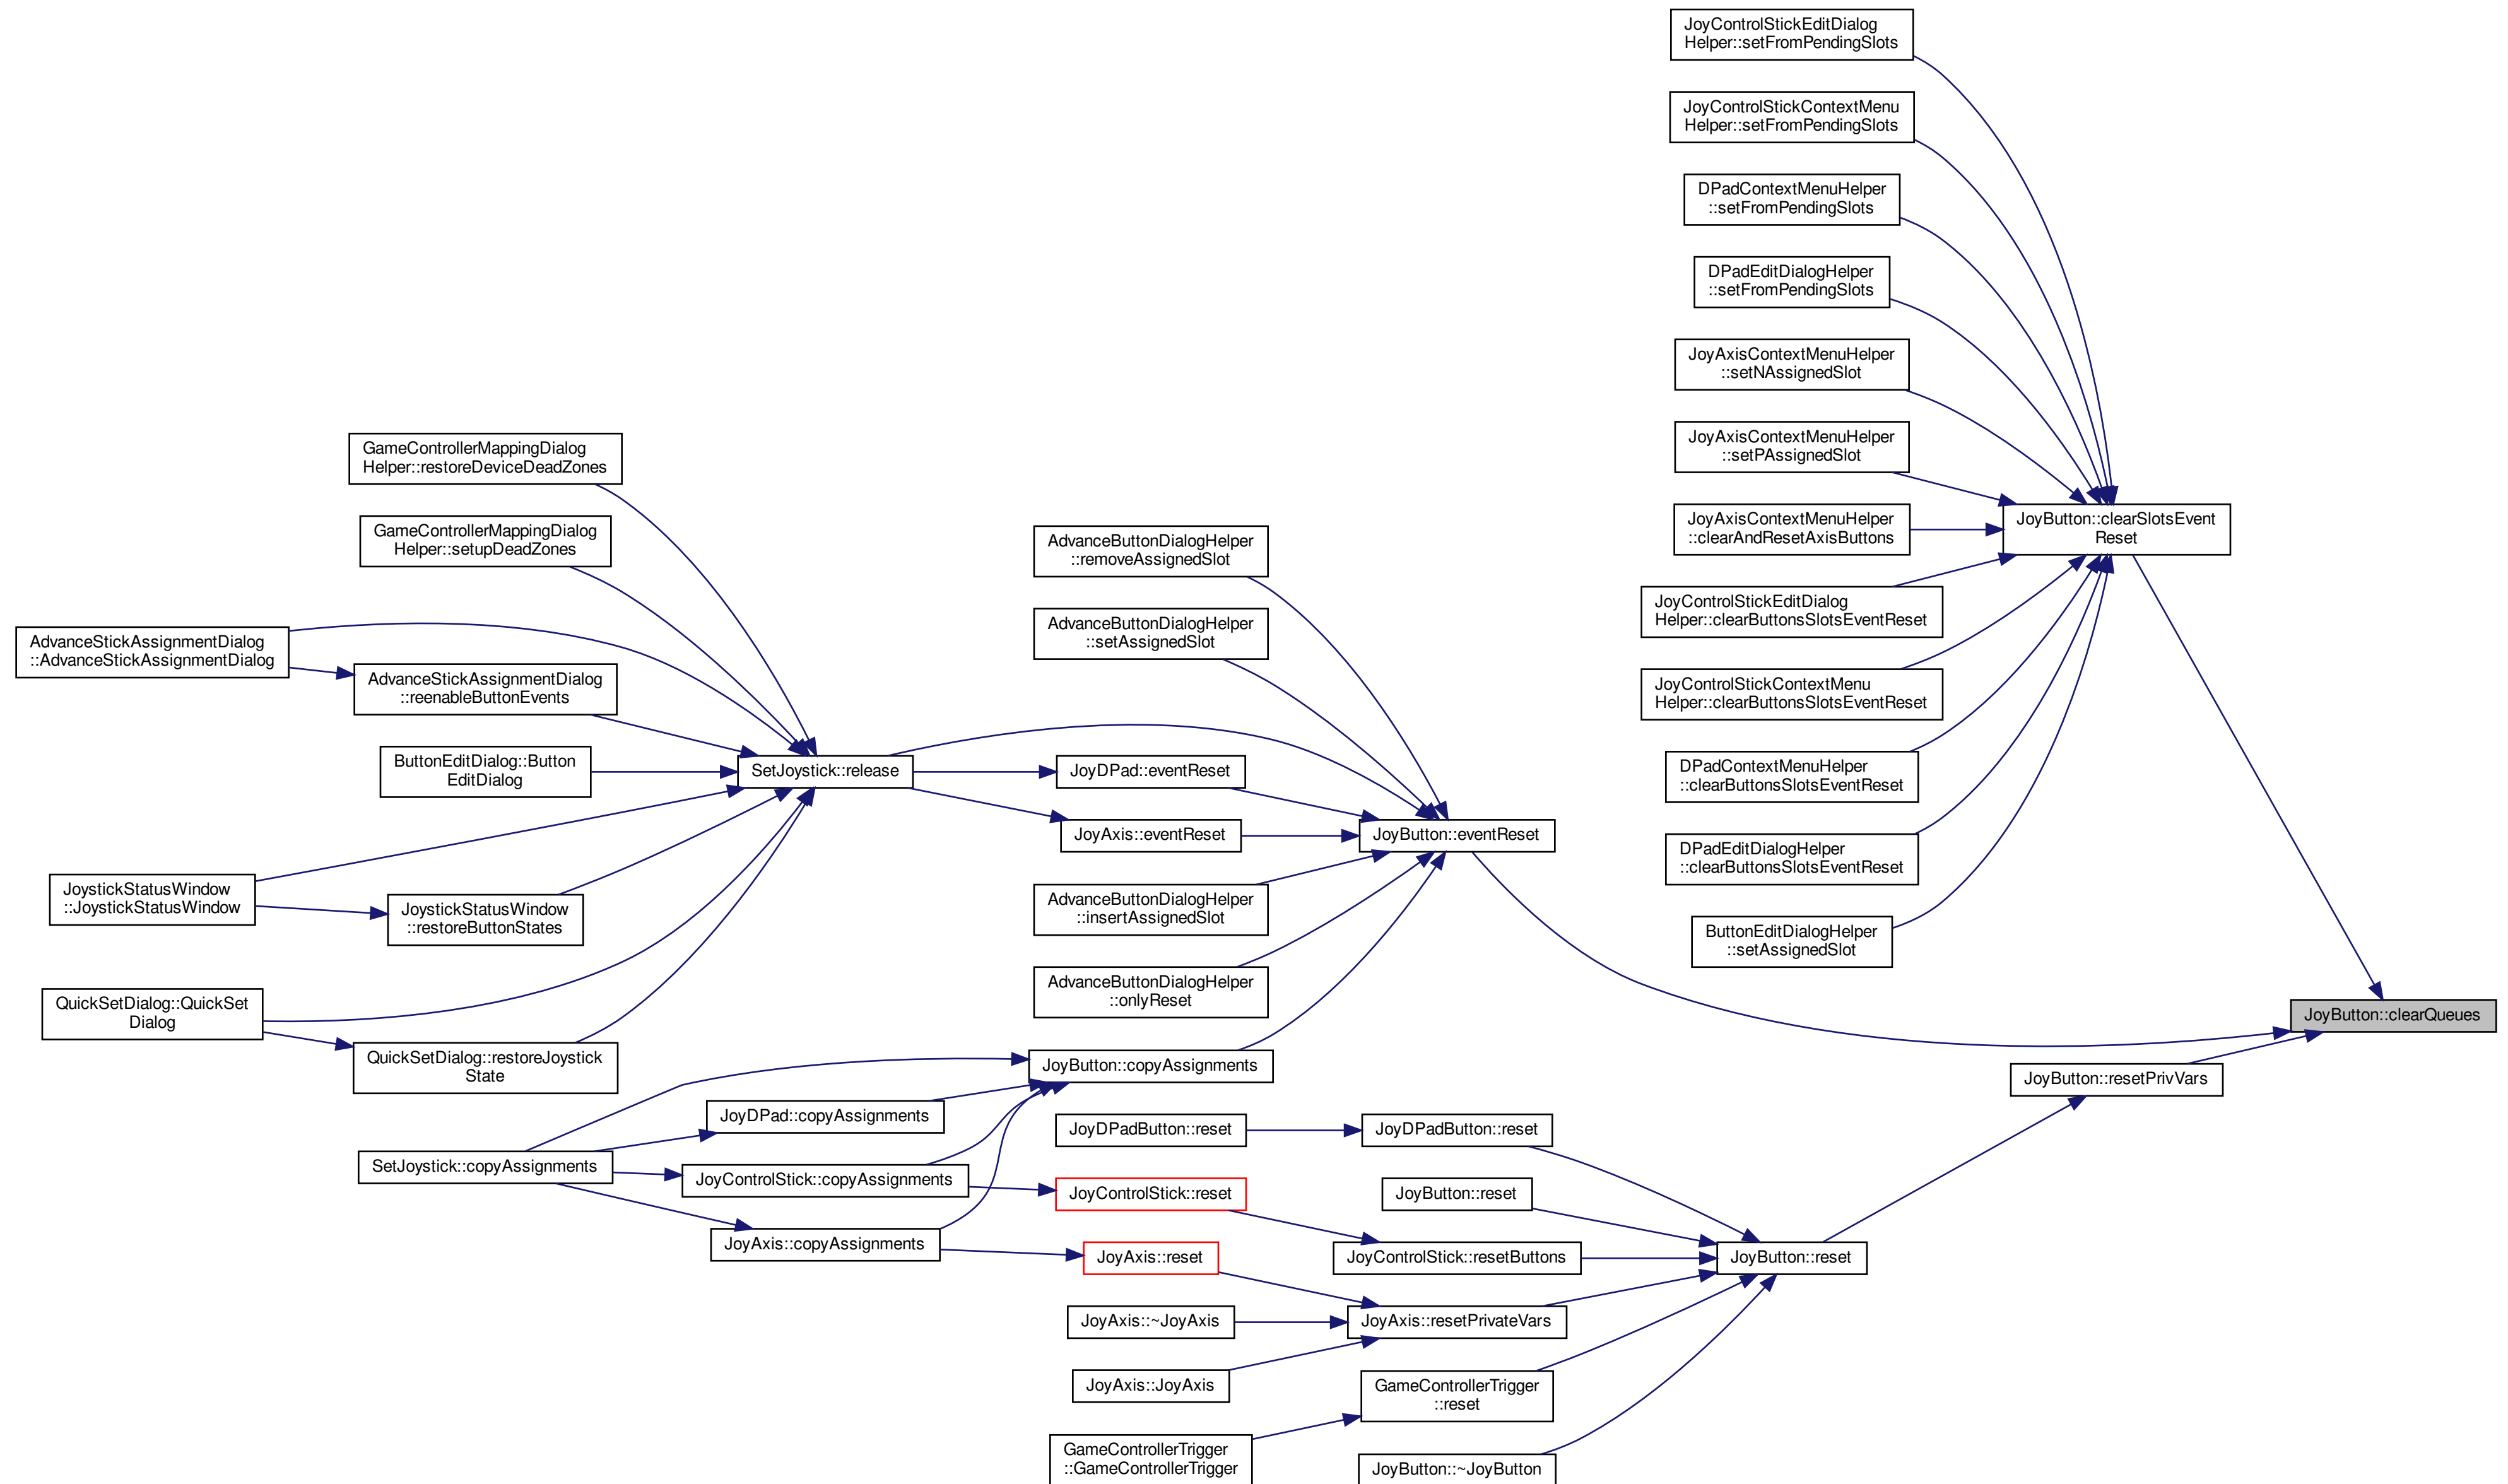 JoyControlStickEditDialog
Helper::setFromPendingSlots
JoyControlStickContextMenu
Helper::setFromPendingSlots
DPadContextMenuHelper
::setFromPendingSlots
DPadEditDialogHelper
::setFromPendingSlots
JoyAxisContextMenuHelper
::setNAssignedSlot
JoyAxisContextMenuHelper
::setPAssignedSlot
JoyAxisContextMenuHelper
::clearAndResetAxisButtons
JoyControlStickEditDialog
Helper::clearButtonsSlotsEventReset
JoyControlStickContextMenu
Helper::clearButtonsSlotsEventReset
DPadContextMenuHelper
::clearButtonsSlotsEventReset
DPadEditDialogHelper
::clearButtonsSlotsEventReset
ButtonEditDialogHelper
::setAssignedSlot
JoyButton::clearSlotsEvent
Reset
JoyButton::clearQueues
JoyButton::resetPrivVars
GameControllerMappingDialog
Helper::restoreDeviceDeadZones
GameControllerMappingDialog
Helper::setupDeadZones
AdvanceStickAssignmentDialog
::AdvanceStickAssignmentDialog
AdvanceStickAssignmentDialog
::reenableButtonEvents
ButtonEditDialog::Button
EditDialog
JoystickStatusWindow
::JoystickStatusWindow
JoystickStatusWindow
::restoreButtonStates
QuickSetDialog::QuickSet
Dialog
QuickSetDialog::restoreJoystick
State
SetJoystick::release
AdvanceButtonDialogHelper
::removeAssignedSlot
AdvanceButtonDialogHelper
::setAssignedSlot
JoyDPad::eventReset
JoyAxis::eventReset
AdvanceButtonDialogHelper
::insertAssignedSlot
AdvanceButtonDialogHelper
::onlyReset
JoyButton::eventReset
JoyButton::copyAssignments
JoyDPad::copyAssignments
SetJoystick::copyAssignments
JoyControlStick::copyAssignments
JoyAxis::copyAssignments
JoyDPadButton::reset
JoyDPadButton::reset
JoyControlStick::reset
JoyButton::reset
JoyAxis::reset
JoyControlStick::resetButtons
JoyButton::reset
JoyAxis::~JoyAxis
JoyAxis::resetPrivateVars
JoyAxis::JoyAxis
GameControllerTrigger
::reset
GameControllerTrigger
::GameControllerTrigger
JoyButton::~JoyButton